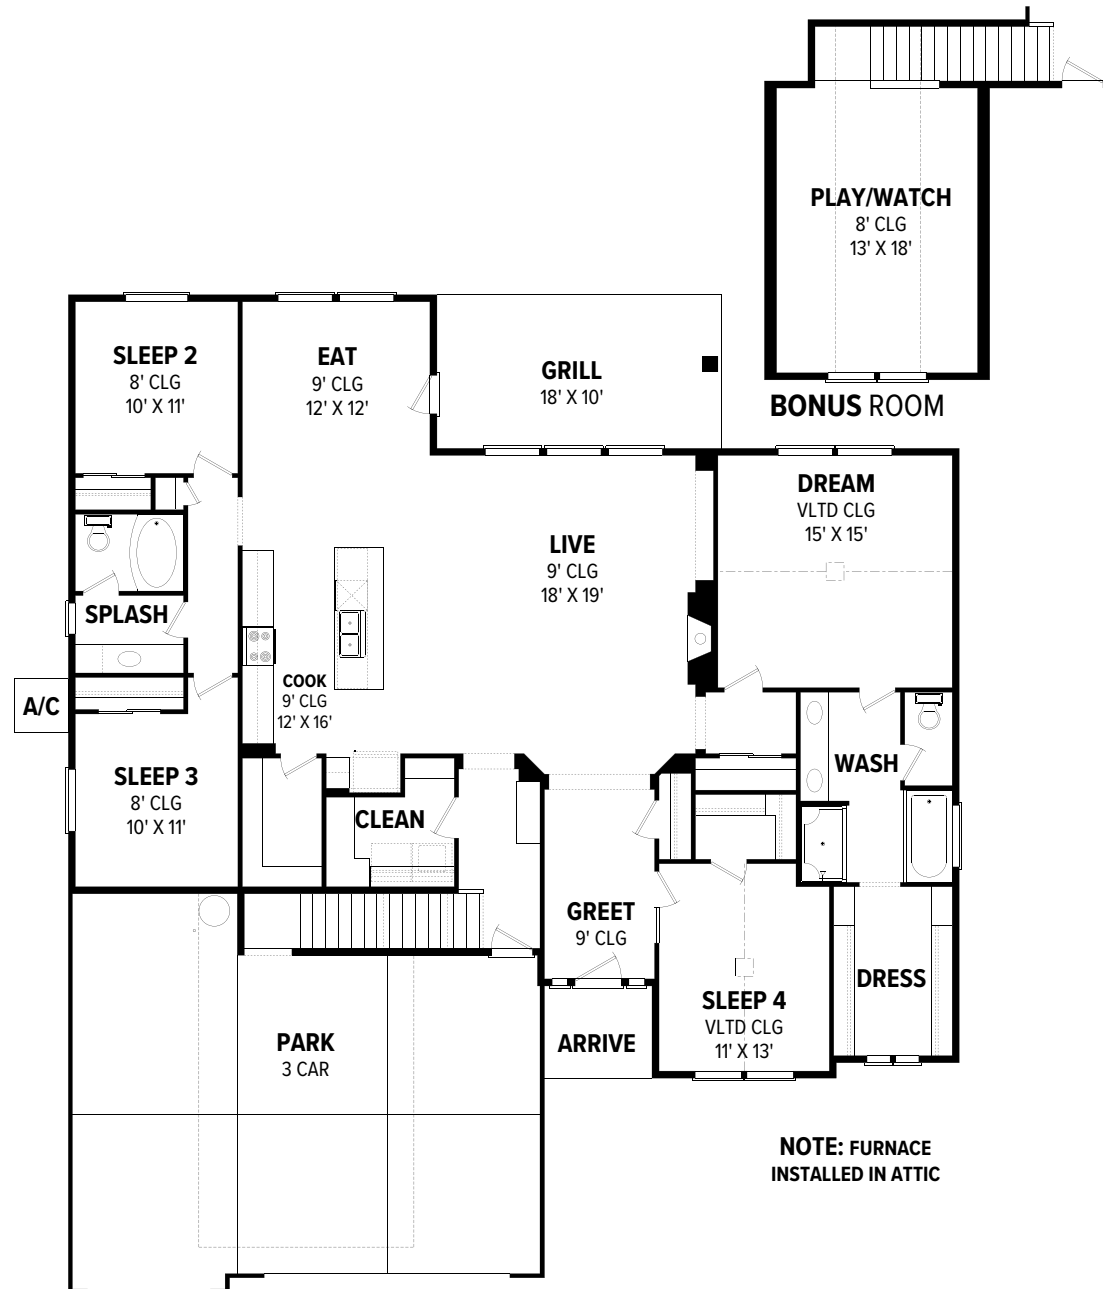 PLAY/WATCH
8' CLG
13' X 18'
BONUS ROOM
SLEEP 2
8' CLG
10' X 11'
EAT
9' CLG
12' X 12'
GRILL
18' X 10'
DREAM
VLTD CLG
15' X 15'
LIVE
9' CLG
18' X 19'
SPLASH
COOK
9' CLG
12' X 16'
A/C
SLEEP 3
8' CLG
10' X 11'
CLEAN
WASH
GREET
9' CLG
SLEEP 4
VLTD CLG
11' X 13'
DRESS
PARK
3 CAR
ARRIVE
NOTE: FURNACE
INSTALLED IN ATTIC